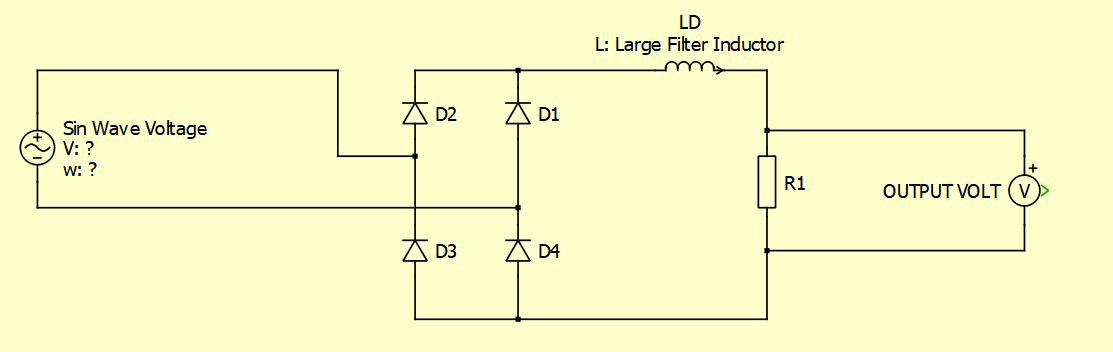 LD
L: Large Filter Inductor
D2
D1
Sin Wave Voltage
V: ?
w: ?
R1
OUTPUT VOLT
V
+
D3
D4